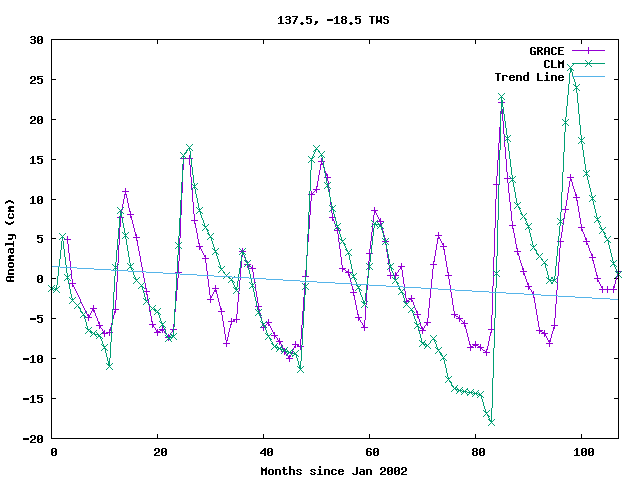 137.5, -18.5 TWS
GRACE
CLM
Trend Line
30
25
20
15
10
5
0
-5
-10
-15
-20
Anomaly (cm)
0 20 40 60 80 100
Months since Jan 2002